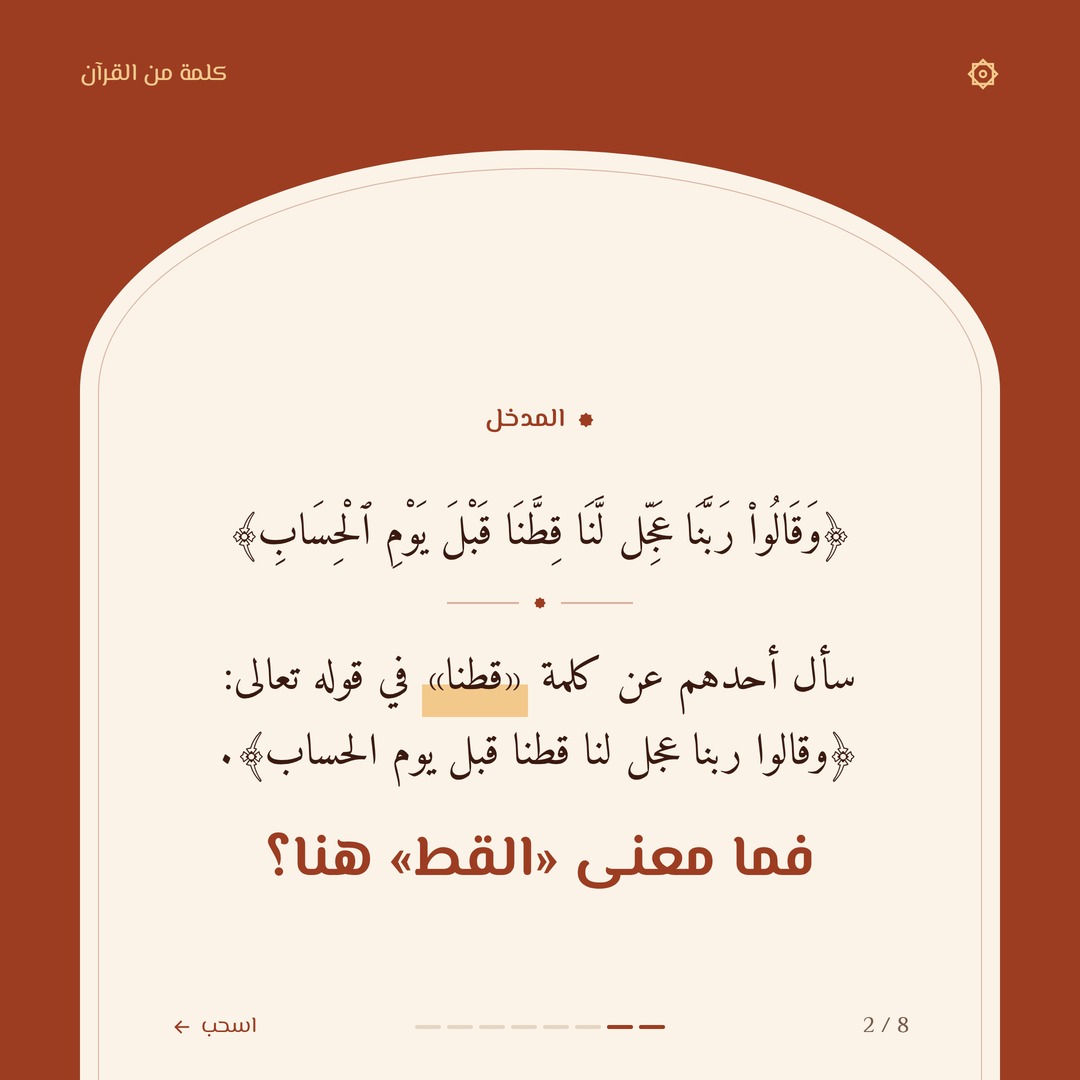 كلمة من القرآن
المدخل
﴿وَقَالُوا۟ رَبَّنَا عَجِّل لَّنَا قِطَّنَا قَبْلَ يَوْمِ ٱلْحِسَابِ﴾
سأل أحدهم عن كلمة «قطنا» في قوله تعالى:
﴿وقالوا ربنا عجل لنا قطنا قبل يوم الحساب﴾.
فما معنى «القط» هنا؟
2 / 8
اسحب ←